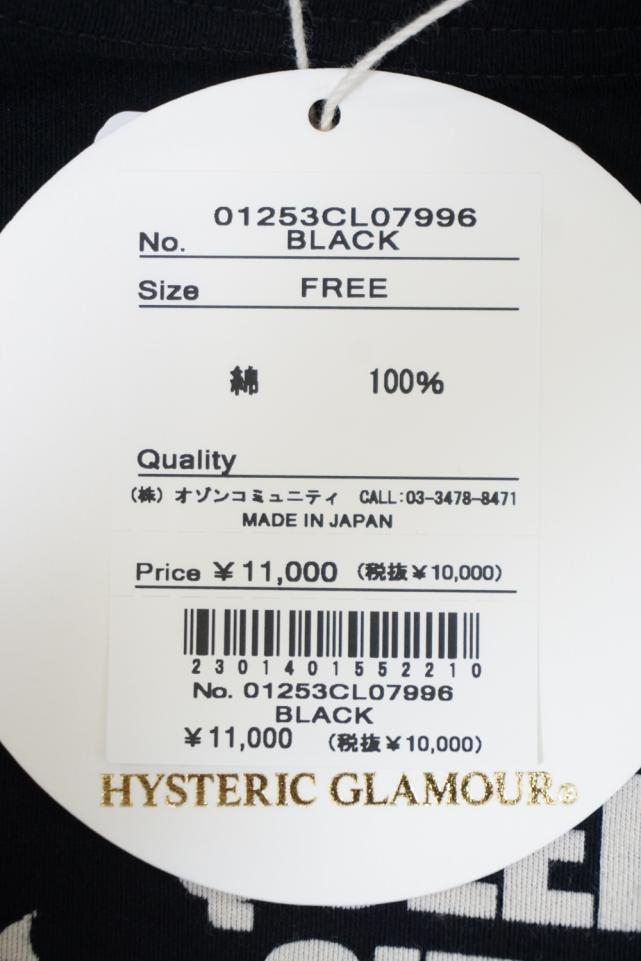 01253CL07996
No. BLACK
Size FREE
綿 100%
Quality
(株) オゾンコミュニティ CALL:03-3478-8471
MADE IN JAPAN
Price ¥11,000 (税抜¥10,000)
2301401552210
No. 01253CL07996
BLACK
¥11,000 (税抜¥10,000)
HYSTERIC GLAMOUR®